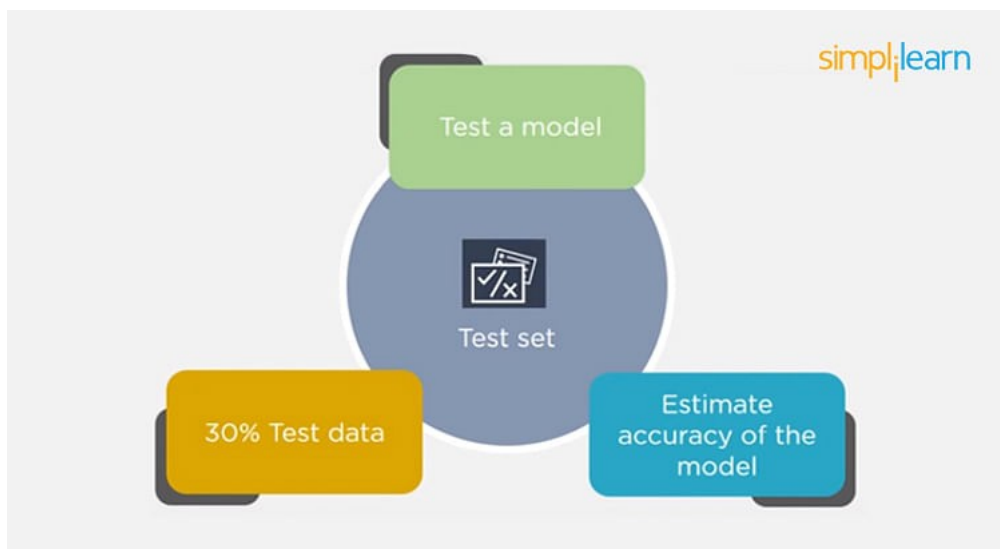 simplilearn
Test a model
Test set
30% Test data
Estimate
accuracy of the
model